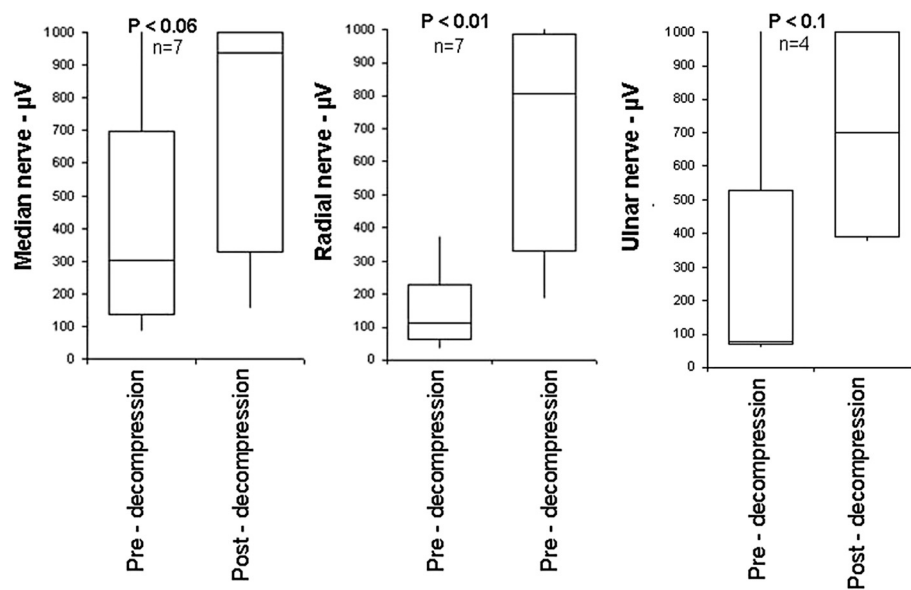 P < 0.06
n=7
Median nerve - µV
1000
900
800
700
600
500
400
300
200
100
0
Pre - decompression
Post - decompression
P < 0.01
n=7
Radial nerve - µV
1000
900
800
700
600
500
400
300
200
100
0
Pre - decompression
Pre - decompression
P < 0.1
n=4
Ulnar nerve - µV
1000
900
800
700
600
500
400
300
200
100
0
Pre - decompression
Post - decompression